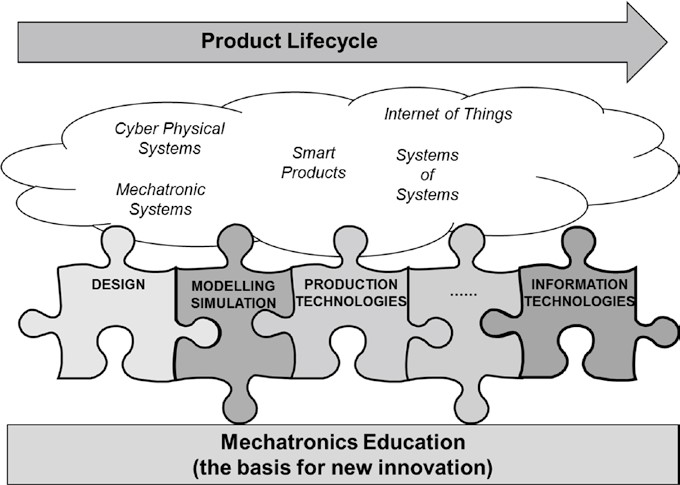 Product Lifecycle
Internet of Things
Cyber Physical
Systems
Smart
Products
Systems
of
Systems
Mechatronic
Systems
DESIGN
MODELLING
SIMULATION
PRODUCTION
TECHNOLOGIES
......
INFORMATION
TECHNOLOGIES
Mechatronics Education
(the basis for new innovation)